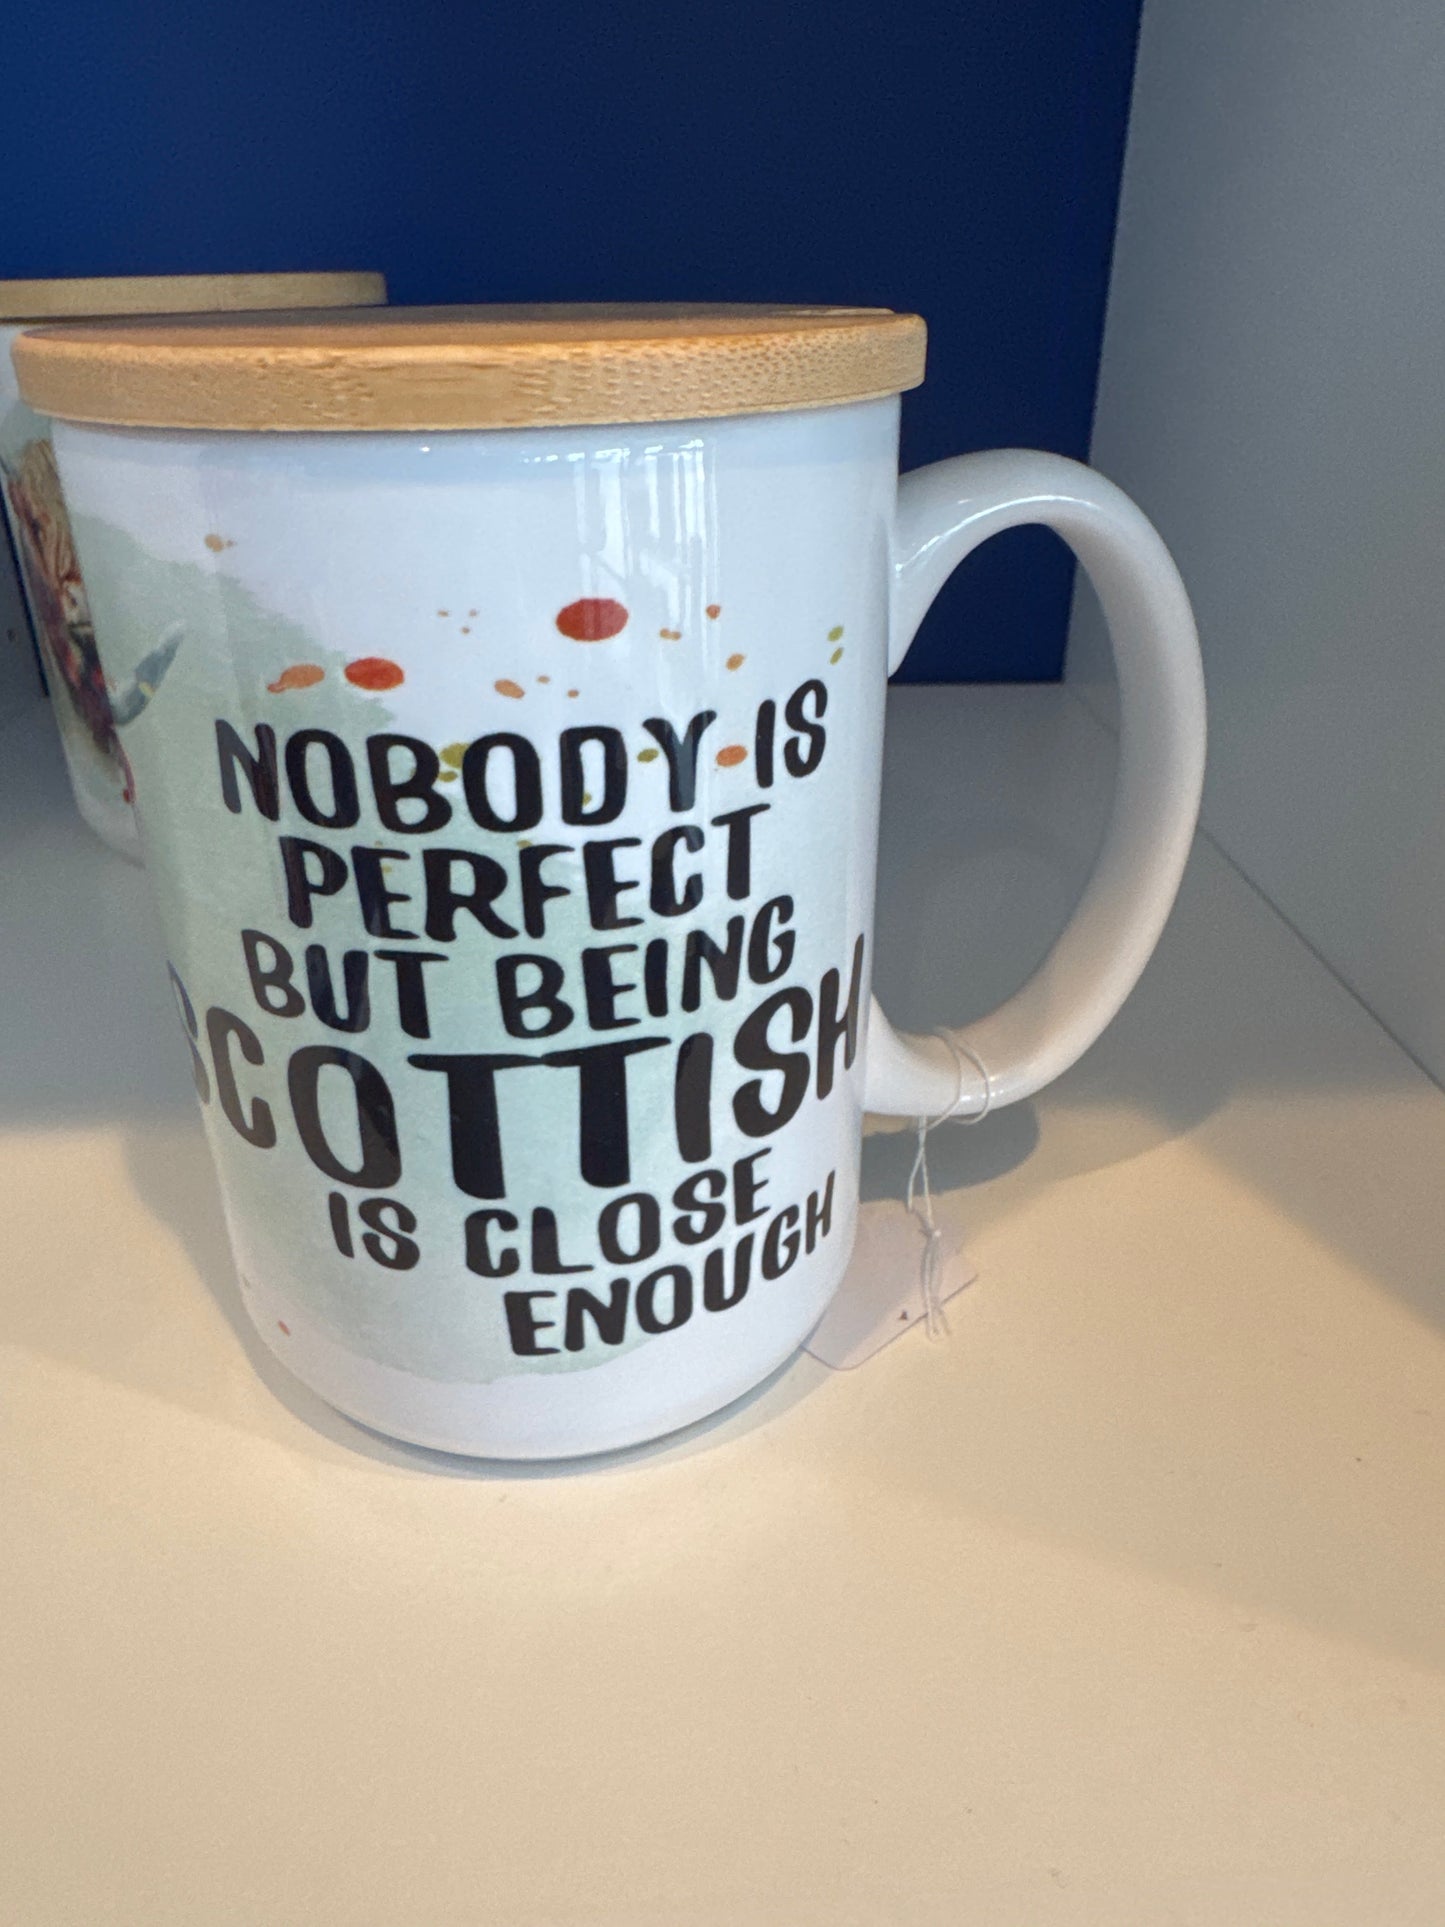 NOBODY IS
PERFECT
BUT BEING
SCOTTISH
IS CLOSE
ENOUGH